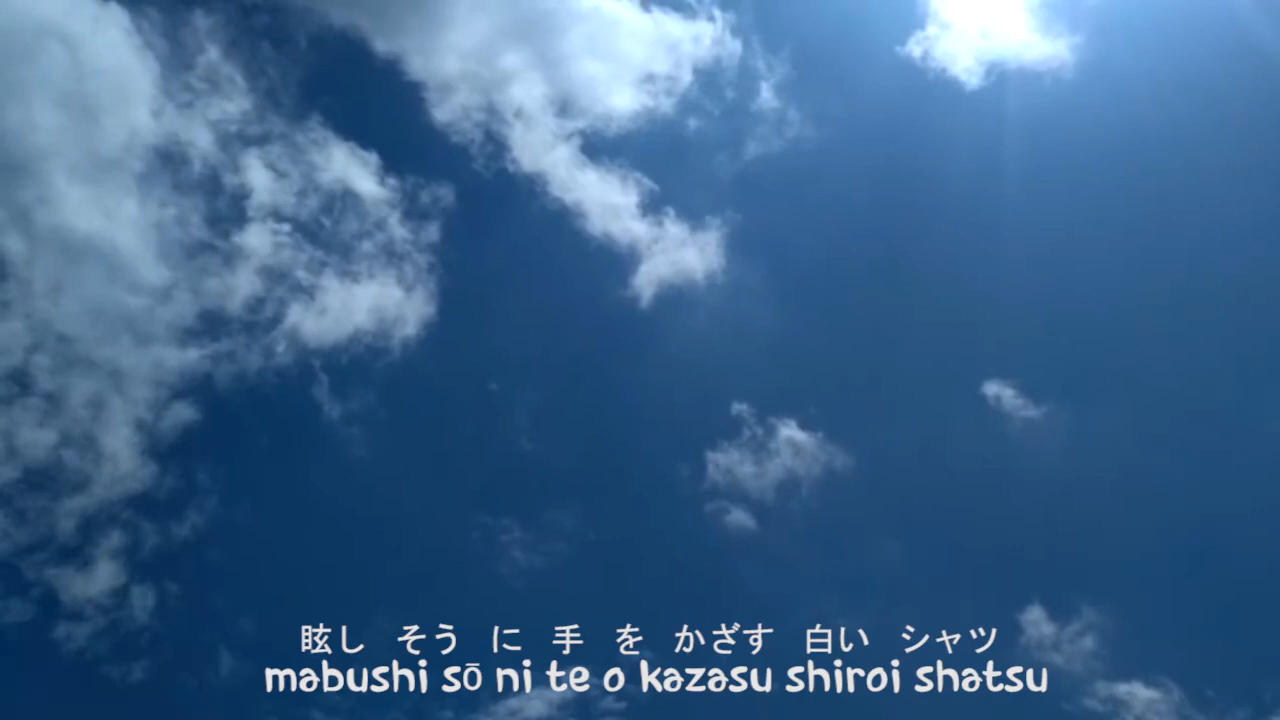 眩し そう に 手 を かざす 白い シャツ
mabushi sō ni te o kazasu shiroi shatsu